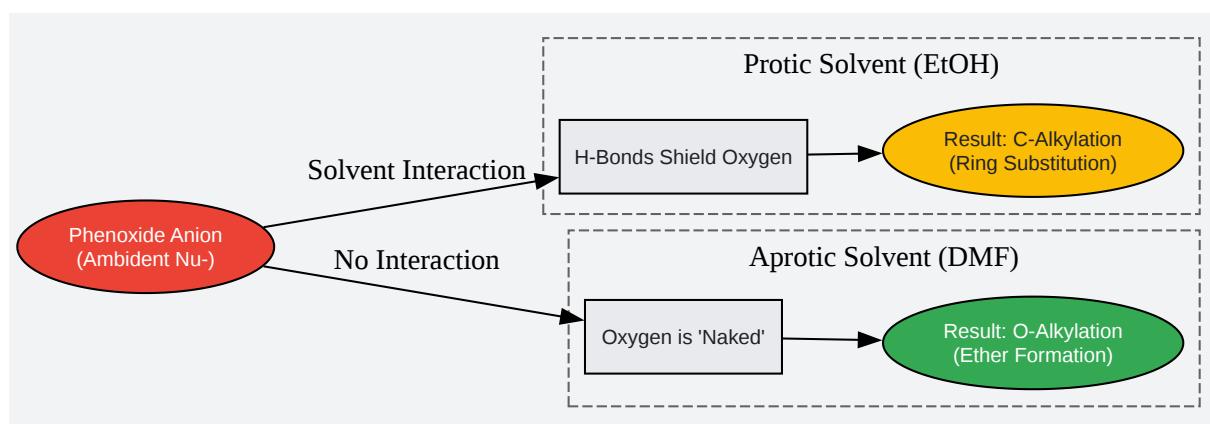 Protic Solvent (EtOH)
H-Bonds Shield Oxygen
Result: C-Alkylation
(Ring Substitution)
Solvent Interaction
Phenoxide Anion
(Ambident Nu-)
No Interaction
Aprotic Solvent (DMF)
Oxygen is 'Naked'
Result: O-Alkylation
(Ether Formation)